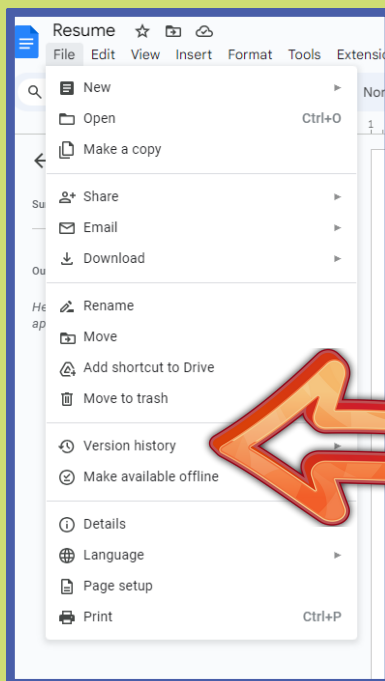 Resume
File Edit View Insert Format Tools
New
Open Ctrl+O
Make a copy
Share
Email
Download
Rename
Move
Add shortcut to Drive
Move to trash
Version history
Make available offline
Details
Language
Page setup
Print Ctrl+P
1